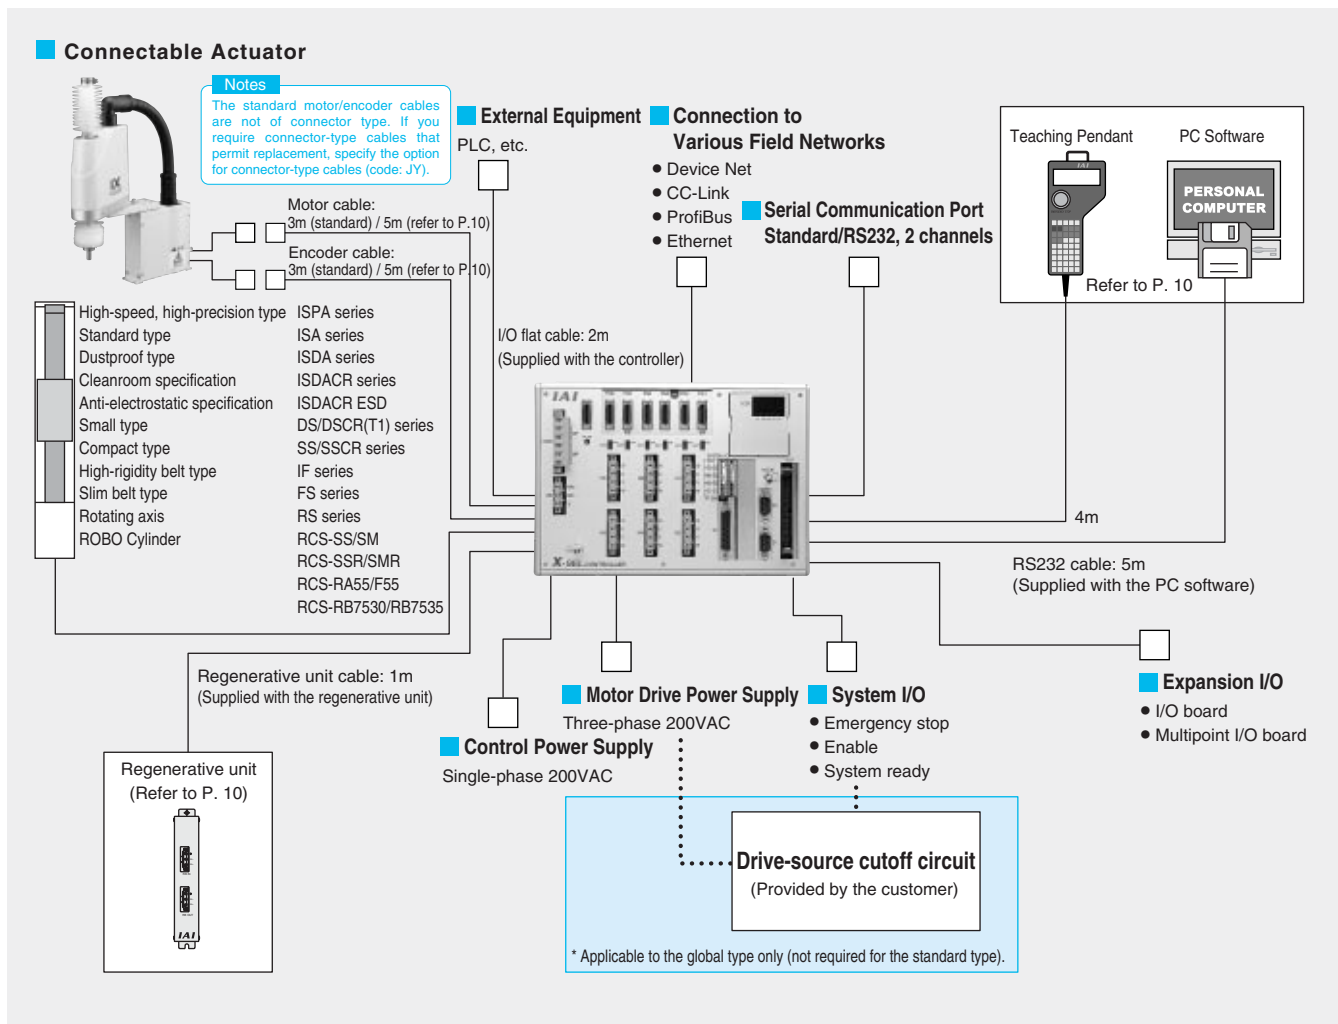 Connectable Actuator
Notes
The standard motor/encoder cables
are not of connector type. If you
require connector-type cables that
permit replacement, specify the option
for connector-type cables (code: JY).
Motor cable:
3m (standard) / 5m (refer to P.10)
Encoder cable:
3m (standard) / 5m (refer to P.10)
External Equipment
PLC, etc.
Connection to
Various Field Networks
● Device Net
● CC-Link
● ProfiBus
● Ethernet
Serial Communication Port
Standard/RS232, 2 channels
Teaching Pendant
PC Software
IAI
PERSONAL
COMPUTER
Refer to P. 10
High-speed, high-precision type ISPA series
Standard type ISA series
Dustproof type ISDA series
Cleanroom specification ISDACR series
Anti-electrostatic specification ISDACR ESD
Small type DS/DSCR(T1) series
Compact type SS/SSCR series
High-rigidity belt type IF series
Slim belt type FS series
Rotating axis RS series
ROBO Cylinder RCS-SS/SM
RCS-SSR/SMR
RCS-RA55/F55
RCS-RB7530/RB7535
I/O flat cable: 2m
(Supplied with the controller)
IAI
4m
RS232 cable: 5m
(Supplied with the PC software)
Regenerative unit cable: 1m
(Supplied with the regenerative unit)
Regenerative unit
(Refer to P. 10)
IAI
Control Power Supply
Single-phase 200VAC
Motor Drive Power Supply
Three-phase 200VAC
System I/O
● Emergency stop
● Enable
● System ready
Expansion I/O
● I/O board
● Multipoint I/O board
Drive-source cutoff circuit
(Provided by the customer)
* Applicable to the global type only (not required for the standard type).